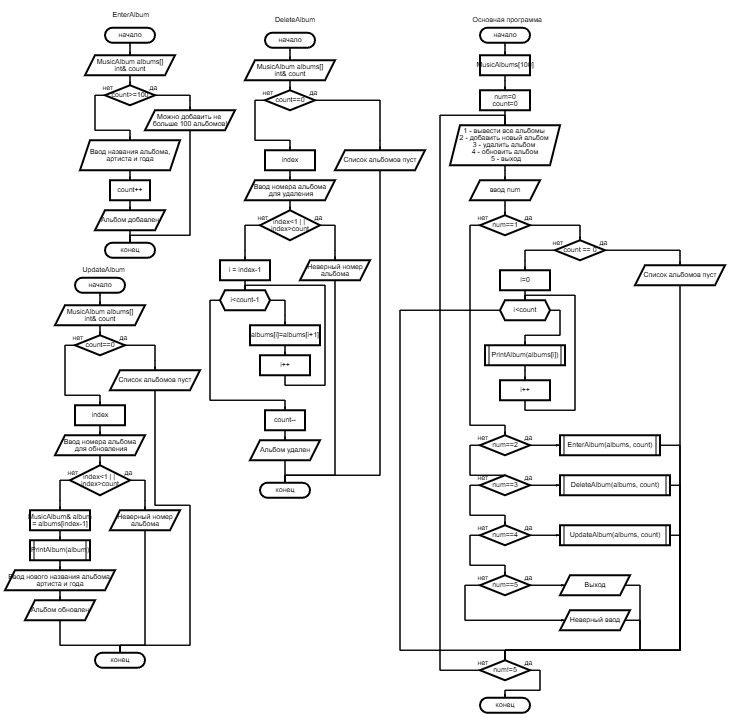 EnterAlbum
начало
MusicAlbum albums[]
int& count
нет
count>=100
да
Можно добавить не
больше 100 альбомов!
Ввод названия альбома,
артиста и года
count++
Альбом добавлен
конец
UpdateAlbum
начало
MusicAlbum albums[]
int& count
нет
count==0
да
Список альбомов пуст
index
Ввод номера альбома
для обновления
нет
index<1 ||
index>count
да
MusicAlbum& album
= albums[index-1]
Неверный номер
альбома
PrintAlbum(album)
Ввод нового названия альбома,
артиста и года
Альбом обновлен
конец
DeleteAlbum
начало
MusicAlbum albums[]
int& count
нет
count==0
да
Список альбомов пуст
index
Ввод номера альбома
для удаления
нет
index<1 ||
index>count
да
i = index-1
Неверный номер
альбома
i<count-1
albums[i]=albums[i+1]
i++
count--
Альбом удален
конец
Основная программа
начало
MusicAlbums[100]
num=0
count=0
1 - вывести все альбомы
2 - добавить новый альбом
3 - удалить альбом
4 - обновить альбом
5 - выход
ввод num
нет
num==1
да
нет
count == 0
да
Список альбомов пуст
i=0
i<count
PrintAlbum(albums[i])
i++
нет
num==2
да
EnterAlbum(albums, count)
нет
num==3
да
DeleteAlbum(albums, count)
нет
num==4
да
UpdateAlbum(albums, count)
нет
num==5
да
Выход
Неверный ввод
нет
num!=5
да
конец